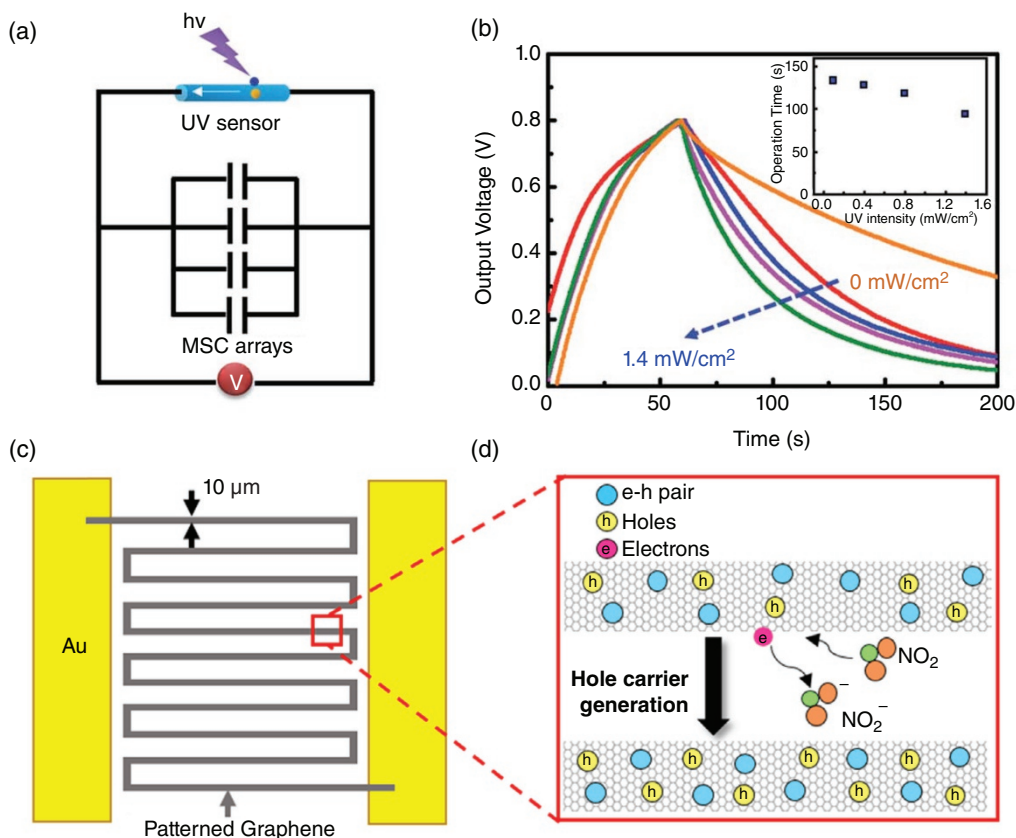 (a)
hν
UV sensor
MSC arrays
V
(b)
Output Voltage (V)
1.0
0.8
0.6
0.4
0.2
0.0
0
50
100
150
200
Time (s)
0 mW/cm²
1.4 mW/cm²
Operation Time (s)
150
100
50
0
0.0
0.4
0.8
1.2
1.6
UV intensity (mW/cm²)
(c)
10 μm
Au
Patterned Graphene
(d)
e-h pair
h Holes
e Electrons
h
h
h
h
h
e
NO₂
Hole carrier
generation
NO₂⁻
h
h
h
h
h
h
h
h